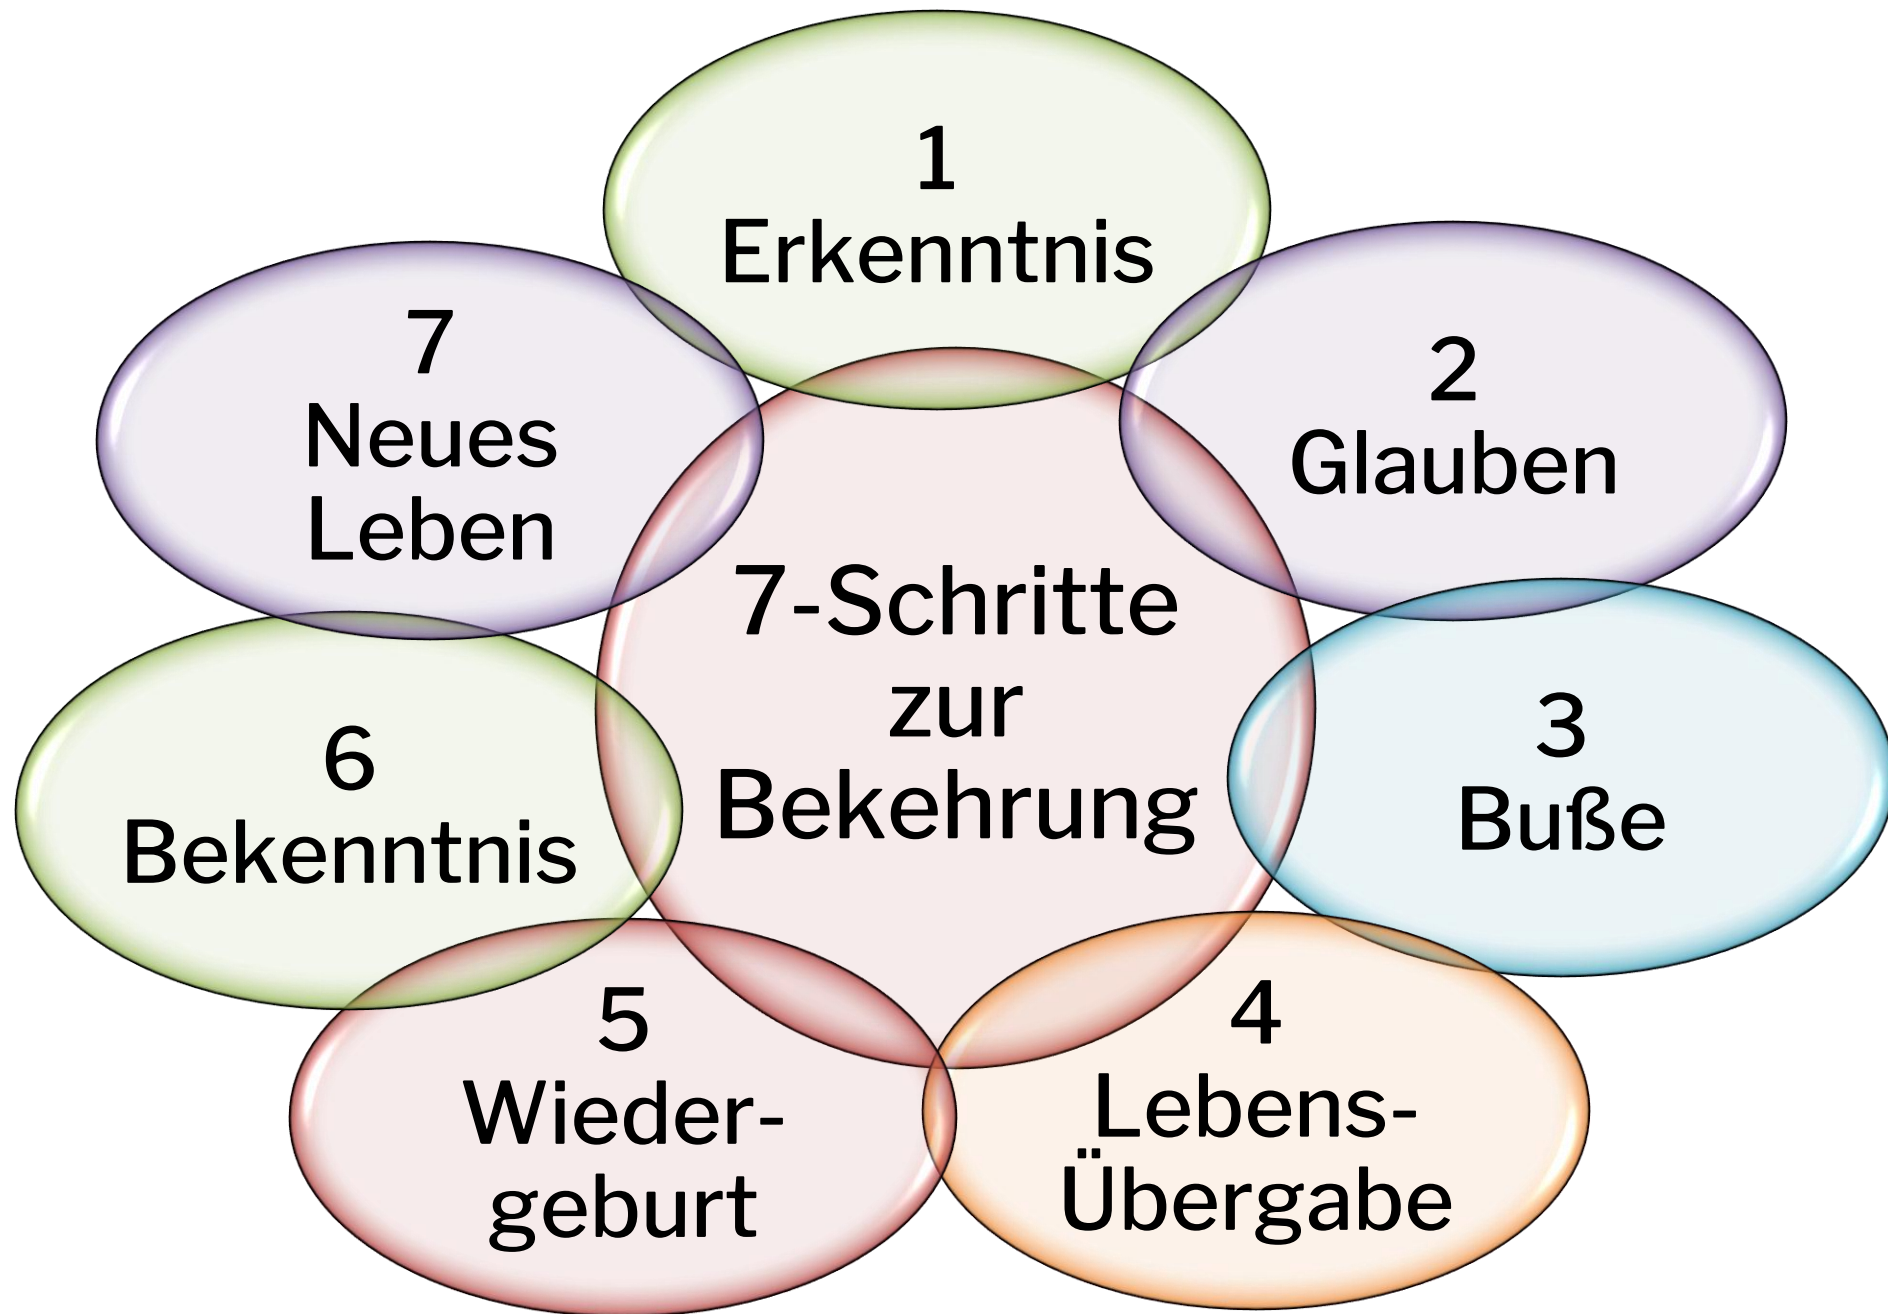 7-Schritte
zur
Bekehrung
1
Erkenntnis
2
Glauben
3
Buße
4
Lebens-
Übergabe
5
Wieder-
geburt
6
Bekenntnis
7
Neues
Leben